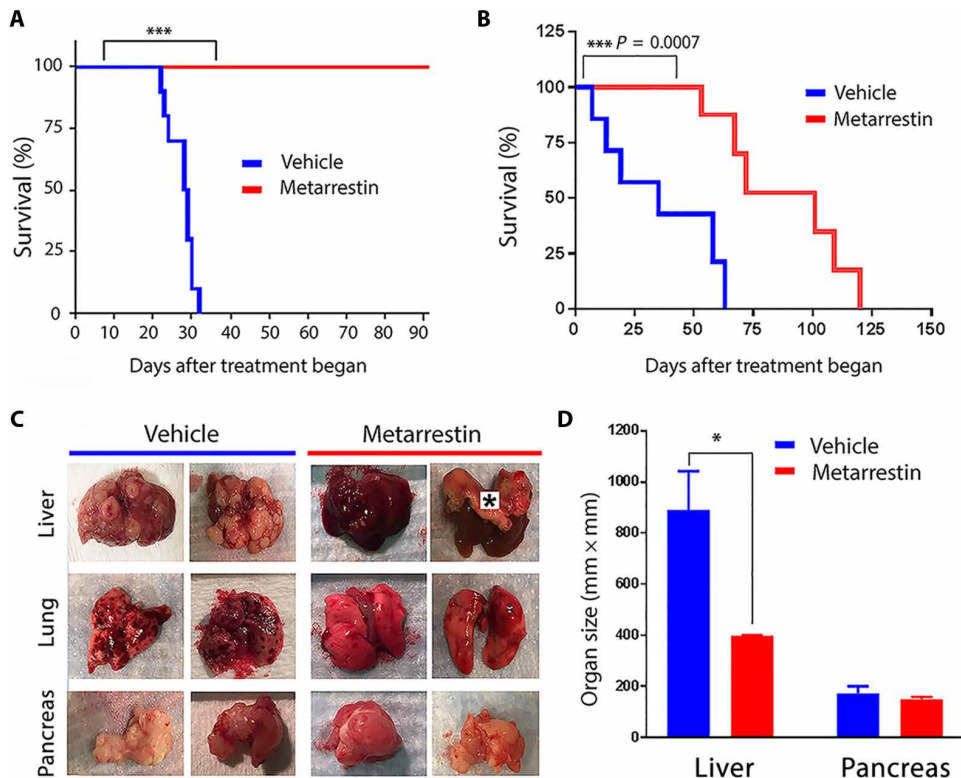 A
***
100
75
50
25
0
Survival (%)
Vehicle
Metarrestin
0 10 20 30 40 50 60 70 80 90
Days after treatment began
B
*** P = 0.0007
125
100
75
50
25
0
Survival (%)
Vehicle
Metarrestin
0 25 50 75 100 125 150
Days after treatment began
C
Vehicle Metarrestin
Liver
*
Lung
Pancreas
D
*
Vehicle
Metarrestin
1200
1000
800
600
400
200
0
Organ size (mm × mm)
Liver Pancreas